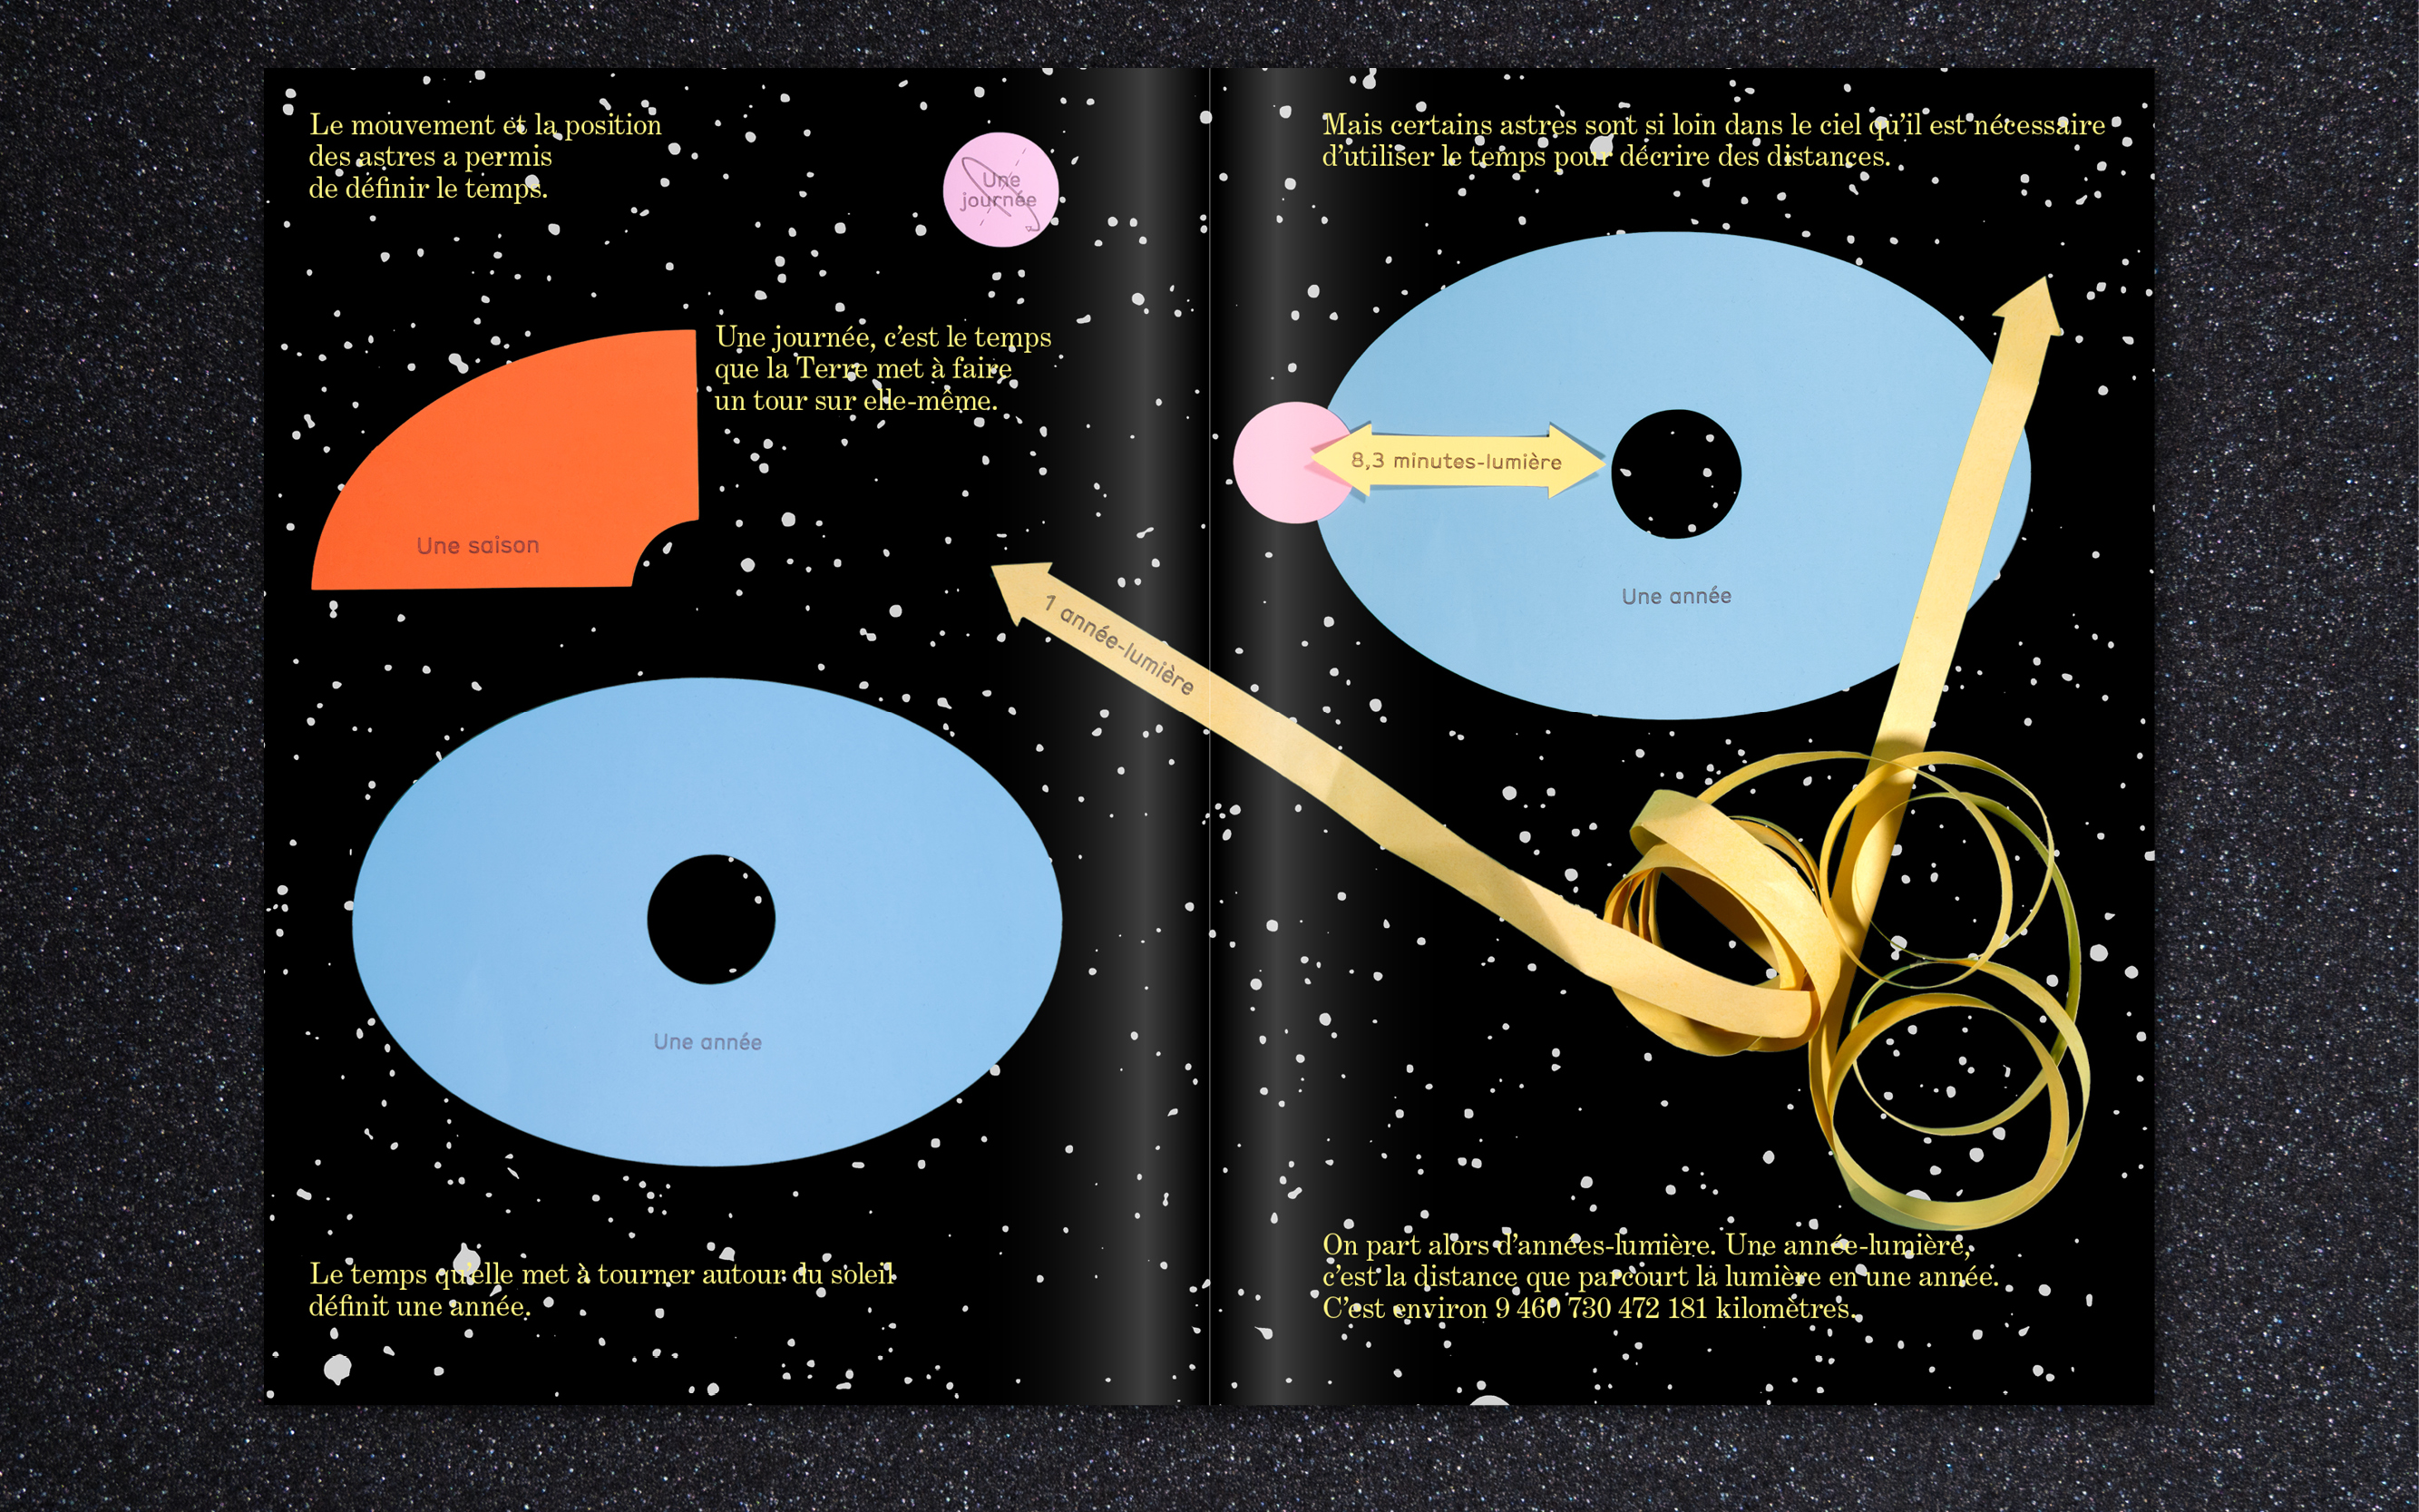 Le mouvement et la position
des astres a permis
de définir le temps.
Une
journée
Une journée, c'est le temps
que la Terre met à faire
un tour sur elle-même.
Une saison
Une année
Le temps qu'elle met à tourner autour du soleil
définit une année.
Mais certains astres sont si loin dans le ciel qu'il est nécessaire
d'utiliser le temps pour décrire des distances.
8,3 minutes-lumière
Une année
1 année-lumière
On part alors d'années-lumière. Une année-lumière,
c'est la distance que parcourt la lumière en une année.
C'est environ 9 460 730 472 181 kilomètres.